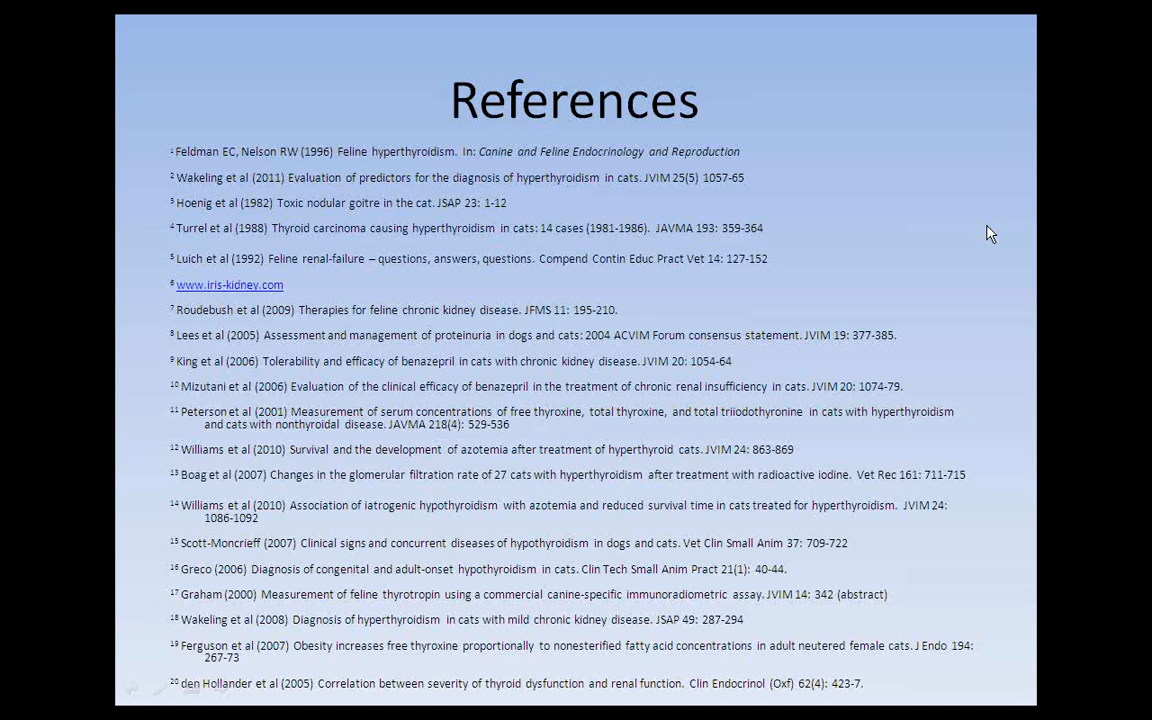 References
1 Feldman EC, Nelson RW (1996) Feline hyperthyroidism. In: Canine and Feline Endocrinology and Reproduction
2 Wakeling et al (2011) Evaluation of predictors for the diagnosis of hyperthyroidism in cats. JVIM 25(5) 1057-65
3 Hoenig et al (1982) Toxic nodular goitre in the cat. JSAP 23: 1-12
4 Turrel et al (1988) Thyroid carcinoma causing hyperthyroidism in cats: 14 cases (1981-1986). JAVMA 193: 359-364
5 Luich et al (1992) Feline renal-failure – questions, answers, questions. Compend Contin Educ Pract Vet 14: 127-152
6 www.iris-kidney.com
7 Roudebush et al (2009) Therapies for feline chronic kidney disease. JFMS 11: 195-210.
8 Lees et al (2005) Assessment and management of proteinuria in dogs and cats: 2004 ACVIM Forum consensus statement. JVIM 19: 377-385.
9 King et al (2006) Tolerability and efficacy of benazepril in cats with chronic kidney disease. JVIM 20: 1054-64
10 Mizutani et al (2006) Evaluation of the clinical efficacy of benazepril in the treatment of chronic renal insufficiency in cats. JVIM 20: 1074-79.
11 Peterson et al (2001) Measurement of serum concentrations of free thyroxine, total thyroxine, and total triiodothyronine in cats with hyperthyroidism
and cats with nonthyroidal disease. JAVMA 218(4): 529-536
12 Williams et al (2010) Survival and the development of azotemia after treatment of hyperthyroid cats. JVIM 24: 863-869
13 Boag et al (2007) Changes in the glomerular filtration rate of 27 cats with hyperthyroidism after treatment with radioactive iodine. Vet Rec 161: 711-715
14 Williams et al (2010) Association of iatrogenic hypothyroidism with azotemia and reduced survival time in cats treated for hyperthyroidism. JVIM 24:
1086-1092
15 Scott-Moncrieff (2007) Clinical signs and concurrent diseases of hypothyroidism in dogs and cats. Vet Clin Small Anim 37: 709-722
16 Greco (2006) Diagnosis of congenital and adult-onset hypothyroidism in cats. Clin Tech Small Anim Pract 21(1): 40-44.
17 Graham (2000) Measurement of feline thyrotropin using a commercial canine-specific immunoradiometric assay. JVIM 14: 342 (abstract)
18 Wakeling et al (2008) Diagnosis of hyperthyroidism in cats with mild chronic kidney disease. JSAP 49: 287-294
19 Ferguson et al (2007) Obesity increases free thyroxine proportionally to nonesterified fatty acid concentrations in adult neutered female cats. J Endo 194:
267-73
20 den Hollander et al (2005) Correlation between severity of thyroid dysfunction and renal function. Clin Endocrinol (Oxf) 62(4): 423-7.